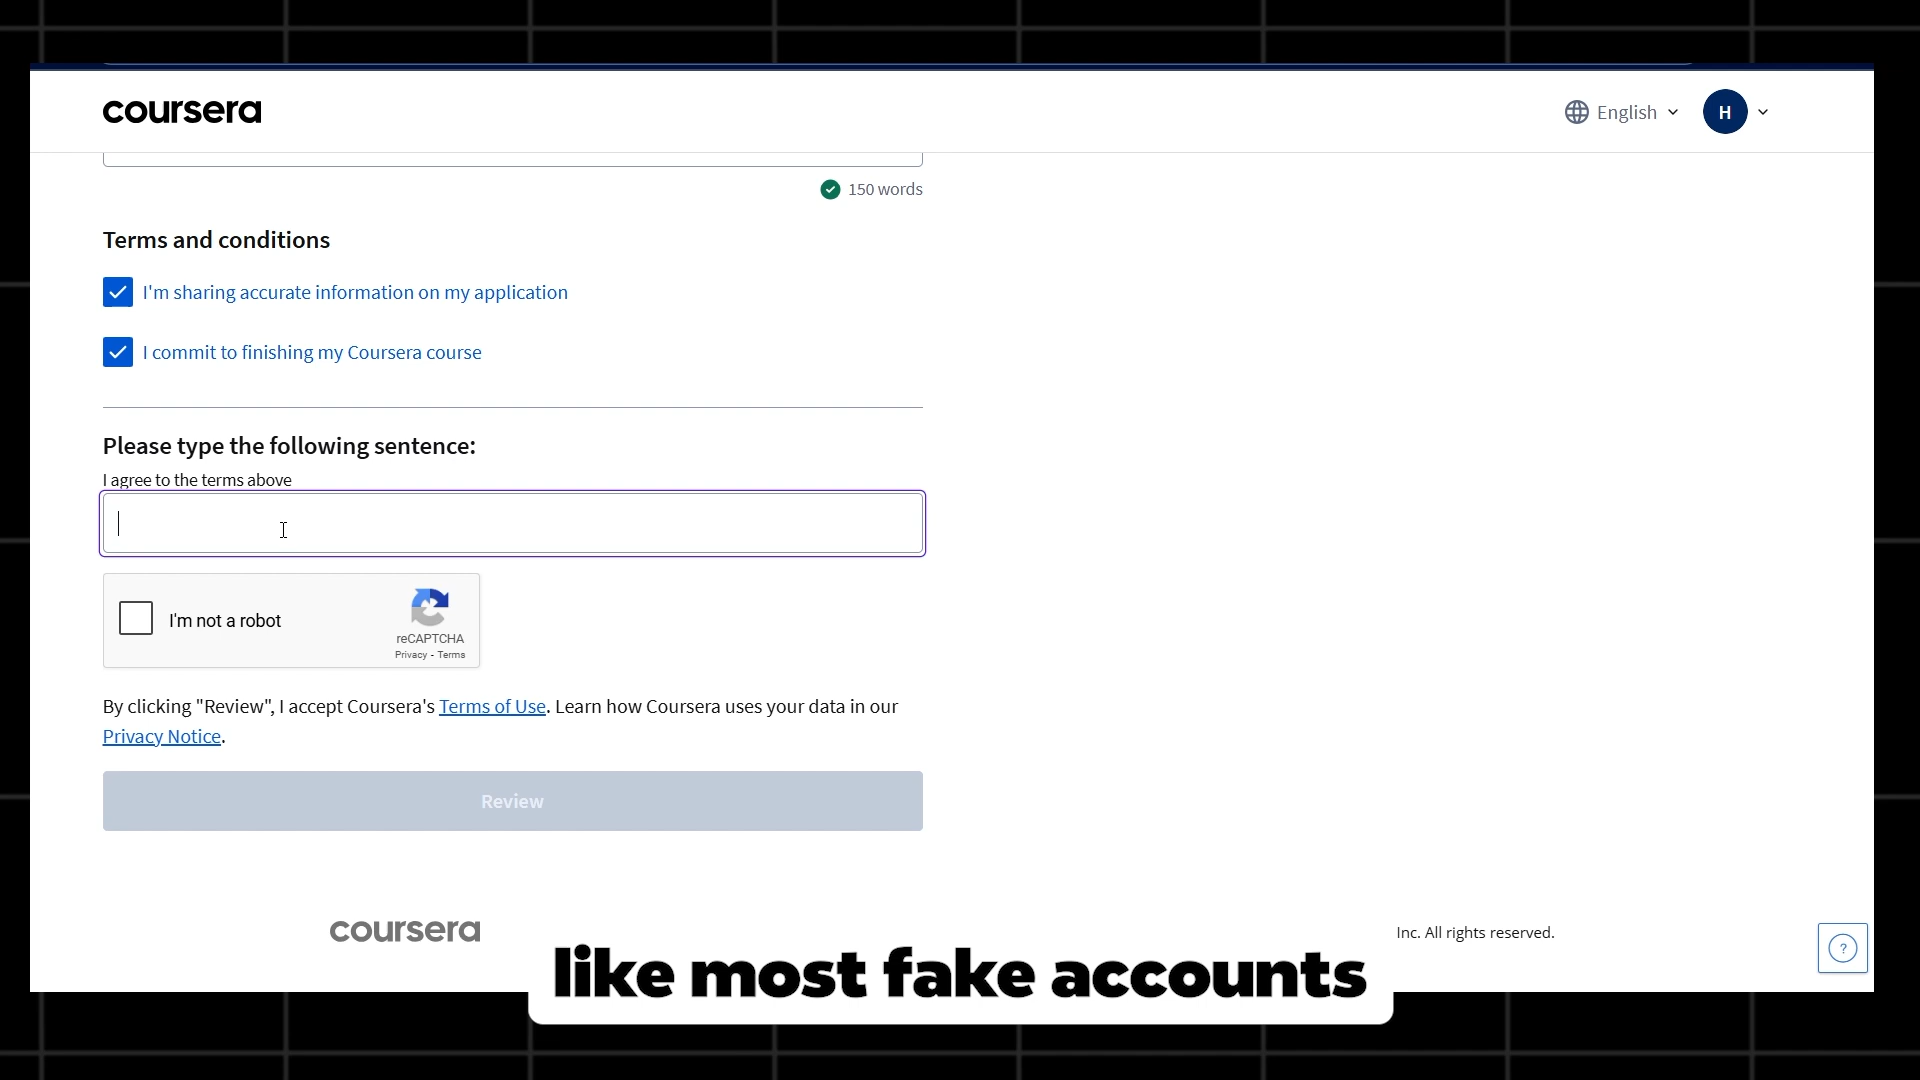 coursera
English
H
150 words
Terms and conditions
I'm sharing accurate information on my application
I commit to finishing my Coursera course
Please type the following sentence:
I agree to the terms above
I'm not a robot
reCAPTCHA
Privacy - Terms
By clicking "Review", I accept Coursera's Terms of Use. Learn how Coursera uses your data in our
Privacy Notice.
Review
coursera
Inc. All rights reserved.
?
like most fake accounts